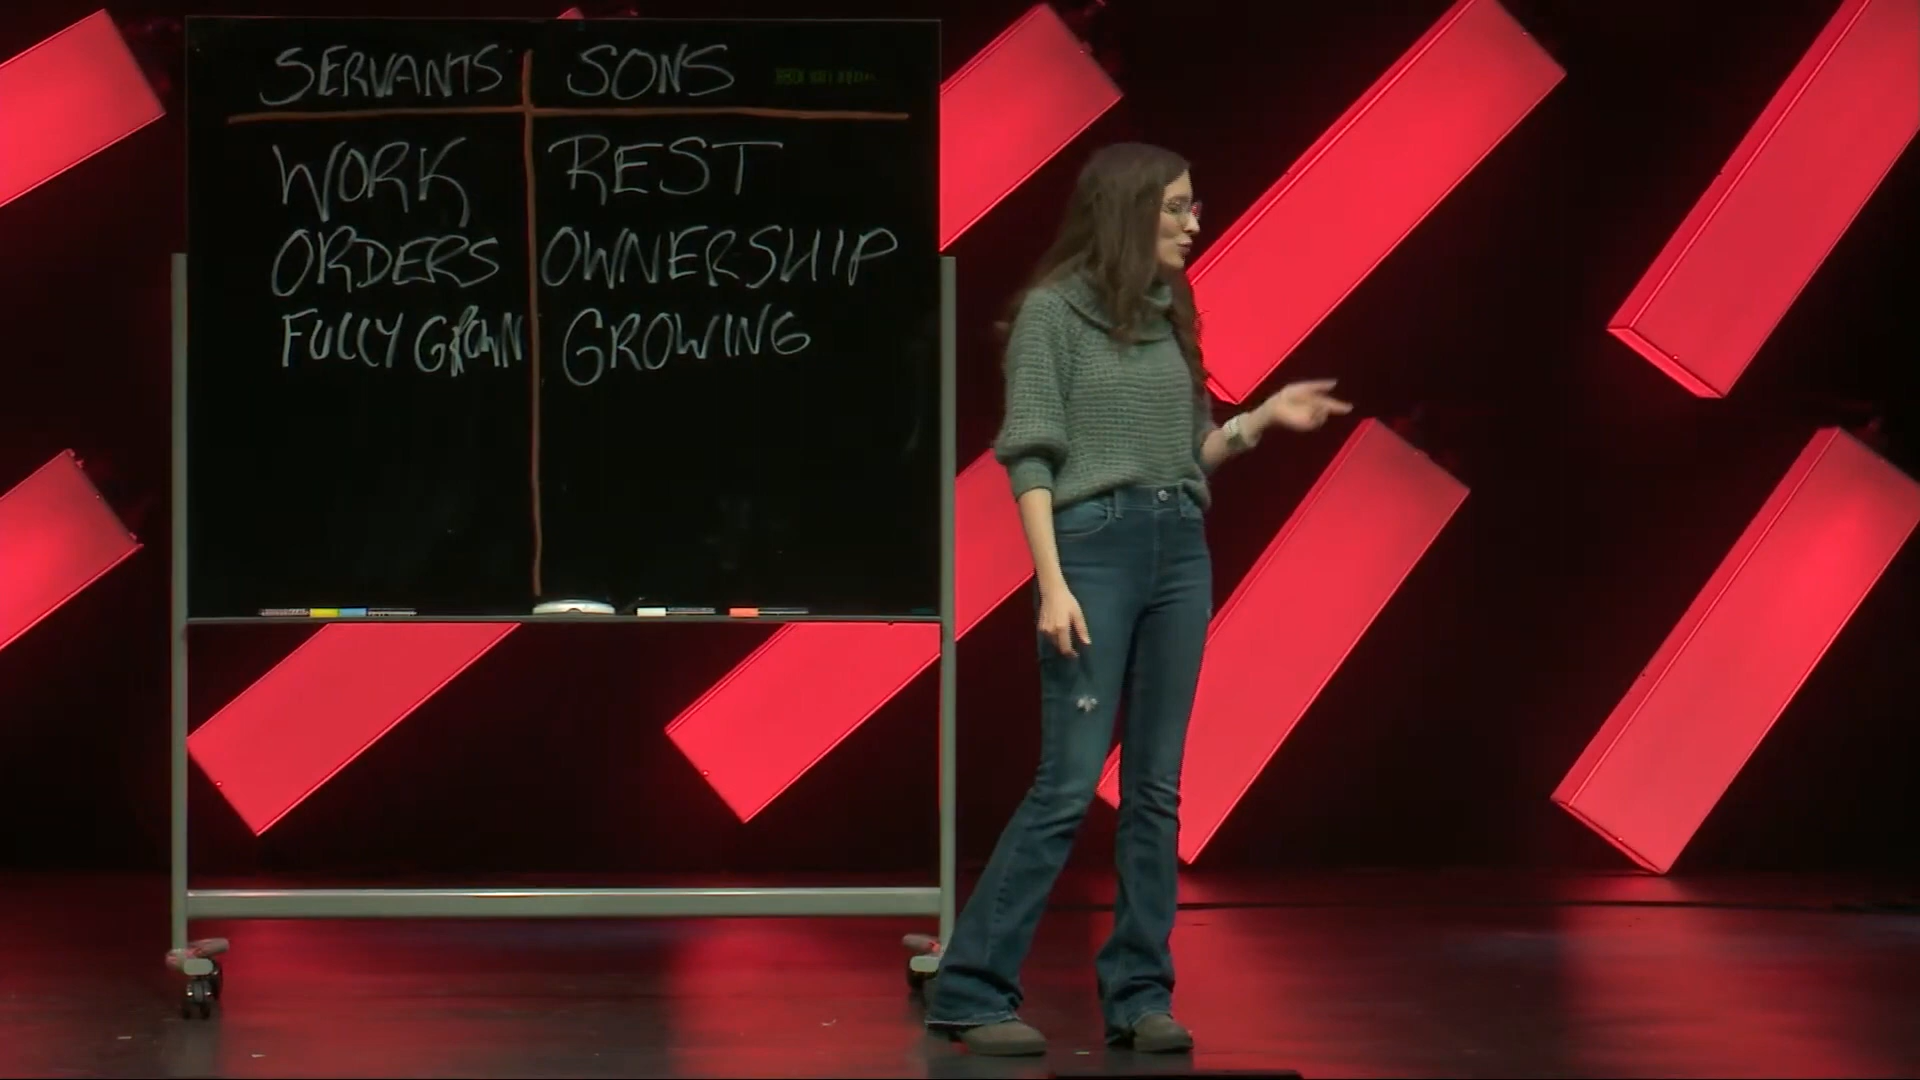 SERVANTS SONS
WORK REST
ORDERS OWNERSHIP
FULLY GROWN GROWING